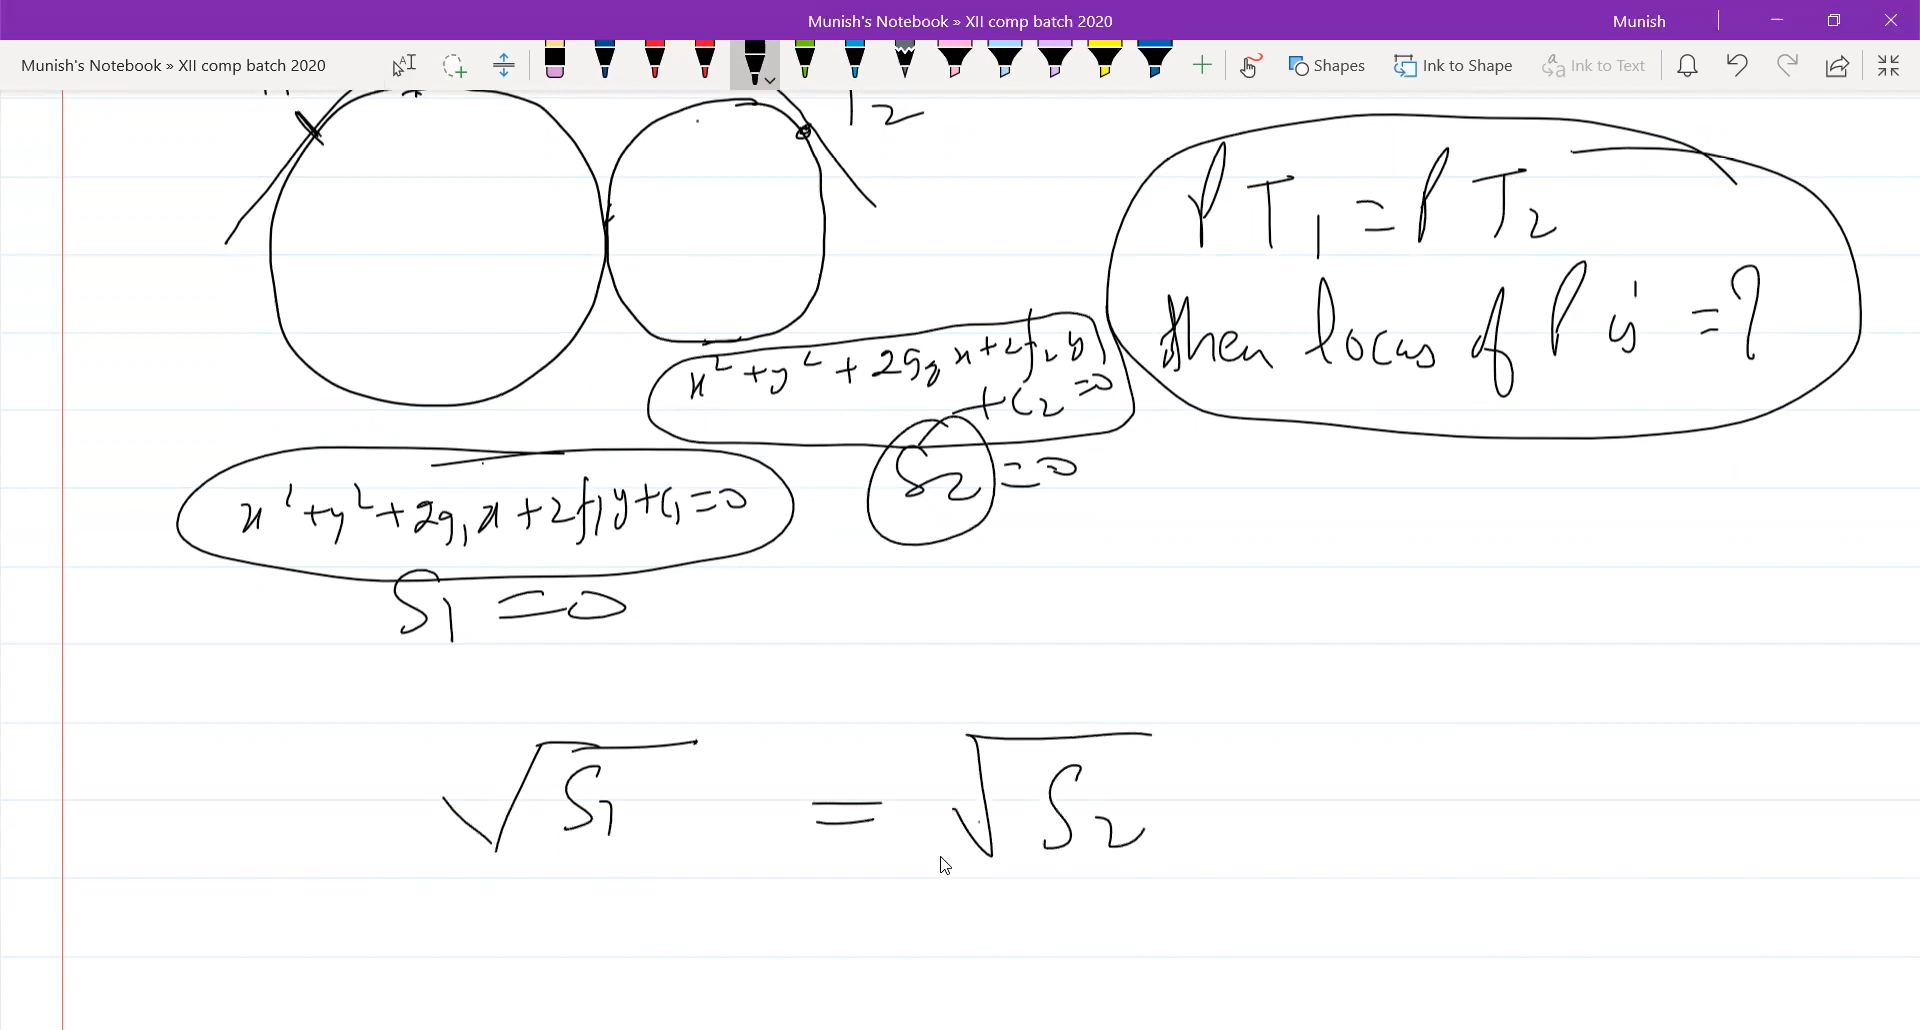 Munish's Notebook » XII comp batch 2020
Munish
Munish's Notebook » XII comp batch 2020
Shapes
Ink to Shape
Ink to Text
T2
PT₁ = PT₂
then locus of P is = ?
x² + y² + 2g₂x + 2f₂y
+ C₂ = 0
S₂ = 0
x² + y² + 2g₁x + 2f₁y + C₁ = 0
S₁ = 0
√S₁ = √S₂